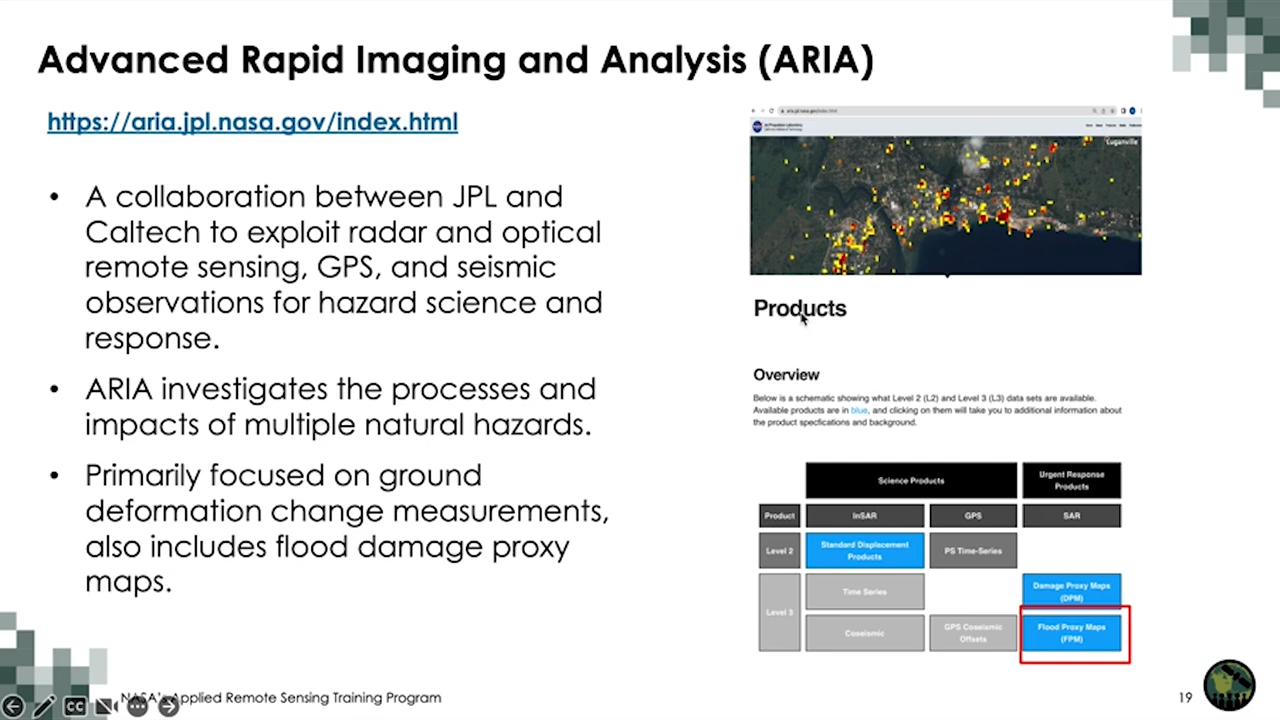 Advanced Rapid Imaging and Analysis (ARIA)
https://aria.jpl.nasa.gov/index.html
• A collaboration between JPL and
Caltech to exploit radar and optical
remote sensing, GPS, and seismic
observations for hazard science and
response.
• ARIA investigates the processes and
impacts of multiple natural hazards.
• Primarily focused on ground
deformation change measurements,
also includes flood damage proxy
maps.
Luganville
Products
Overview
Below is a schematic showing what Level 2 (L2) and Level 3 (L3) data sets are available.
Available products are in blue, and clicking on them will take you to additional information about
the product specfications and background.
Science Products
Urgent Response
Products
Product
InSAR
GPS
SAR
Level 2
Standard Displacement
Products
PS Time-Series
Level 3
Time Series
Damage Proxy Maps
(DPM)
Coseismic
GPS Coseismic
Offsets
Flood Proxy Maps
(FPM)
NASA's Applied Remote Sensing Training Program
CC
19